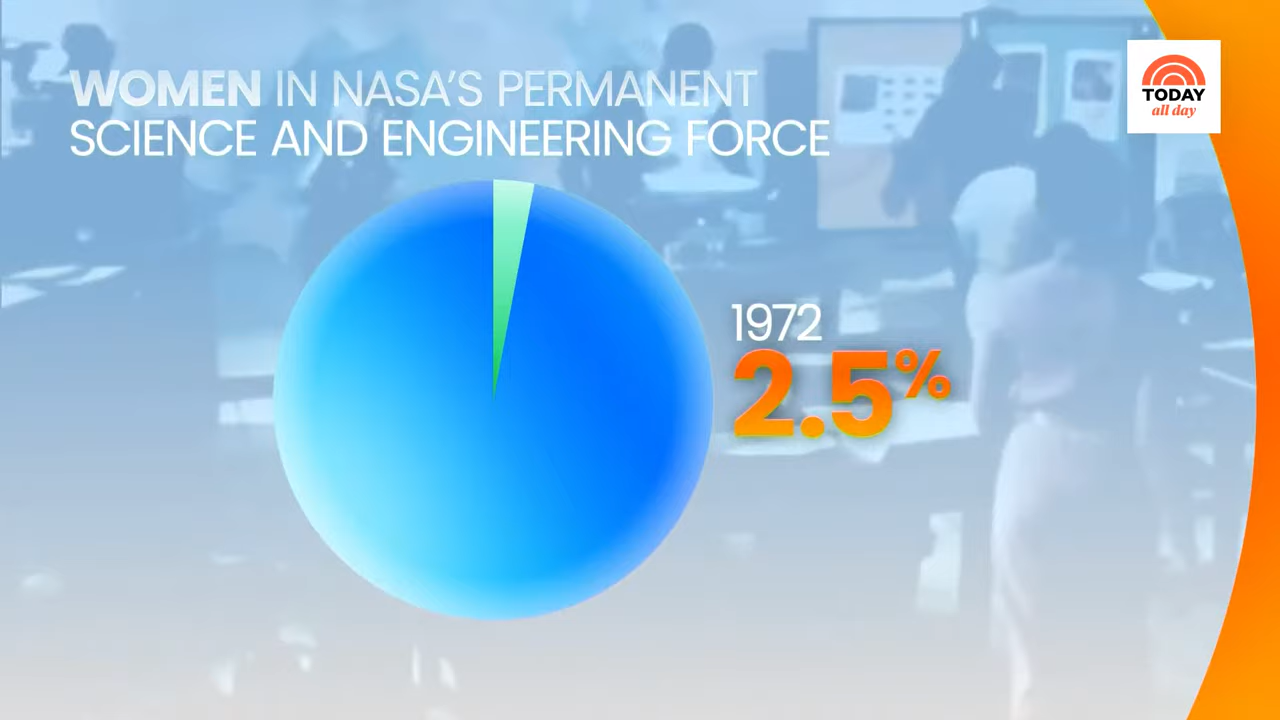 WOMEN IN NASA'S PERMANENT
SCIENCE AND ENGINEERING FORCE
TODAY
all day
1972
2.5%